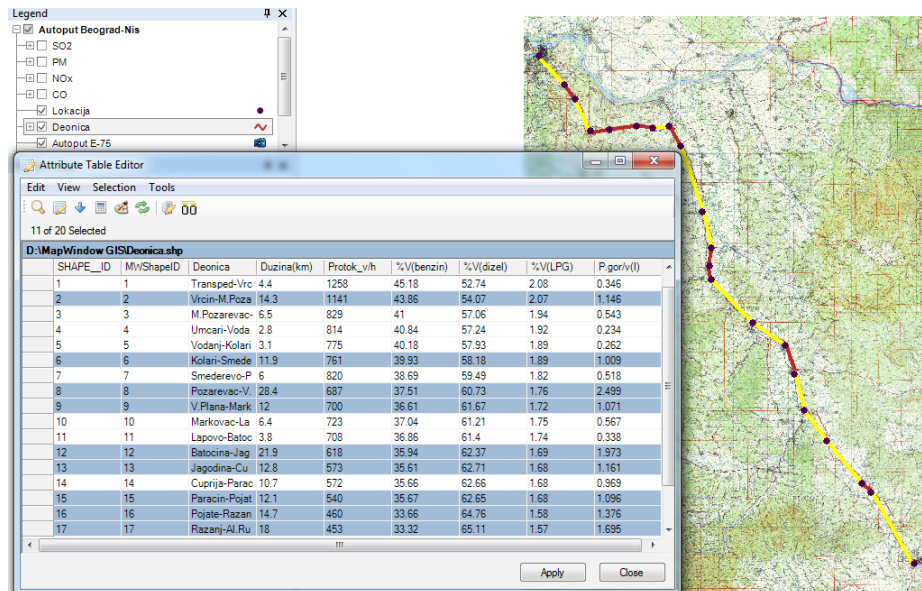 Legend
Autoput Beograd-Nis
SO2
PM
NOx
CO
Lokacija
Deonica
Autoput E-75
Attribute Table Editor
Edit View Selection Tools
11 of 20 Selected
D:\MapWindow GIS\Deonica.shp
SHAPE__ID MWShapeID Deonica Duzina(km) Protok_v/h %V(benzin) %V(dizel) %V(LPG) P.gor/v(l)
1 1 Transped-Vrc 4.4 1258 45.18 52.74 2.08 0.346
2 2 Vrcin-M.Poza 14.3 1141 43.86 54.07 2.07 1.146
3 3 M.Pozarevac- 6.5 829 41 57.06 1.94 0.543
4 4 Umcari-Voda 2.8 814 40.84 57.24 1.92 0.234
5 5 Vodanj-Kolari 3.1 775 40.18 57.93 1.89 0.262
6 6 Kolari-Smede 11.9 761 39.93 58.18 1.89 1.009
7 7 Smederevo-P 6 820 38.69 59.49 1.82 0.518
8 8 Pozarevac-V. 28.4 687 37.51 60.73 1.76 2.499
9 9 V.Plana-Mark 12 700 36.61 61.67 1.72 1.071
10 10 Markovac-La 6.4 723 37.04 61.21 1.75 0.567
11 11 Lapovo-Batoc 3.8 708 36.86 61.4 1.74 0.338
12 12 Batocina-Jag 21.9 618 35.94 62.37 1.69 1.973
13 13 Jagodina-Cu 12.8 573 35.61 62.71 1.68 1.161
14 14 Cuprija-Parac 10.7 572 35.66 62.66 1.68 0.969
15 15 Paracin-Pojat 12.1 540 35.67 62.65 1.68 1.096
16 16 Pojate-Razan 14.7 460 33.66 64.76 1.58 1.376
17 17 Razanj-Al.Ru 18 453 33.32 65.11 1.57 1.695
Apply Close